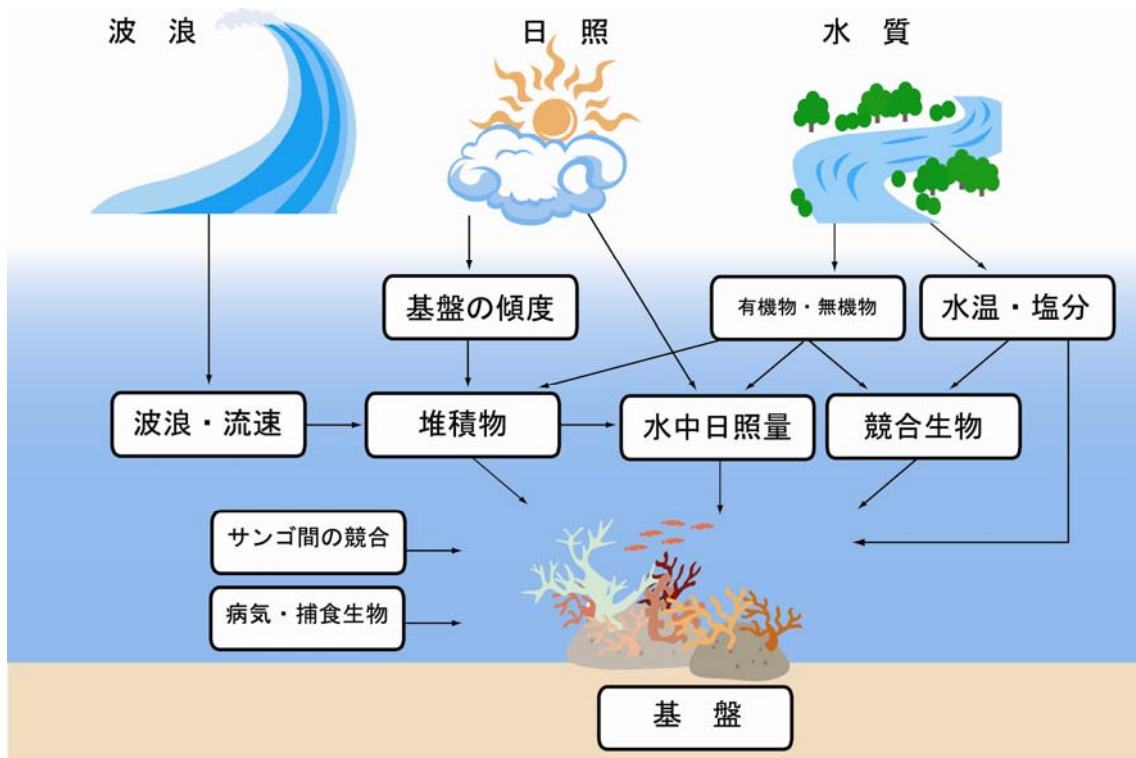 波　浪
日　照
水　質
基盤の傾度
有機物・無機物
水温・塩分
波浪・流速
堆積物
水中日照量
競合生物
サンゴ間の競合
病気・捕食生物
基　盤